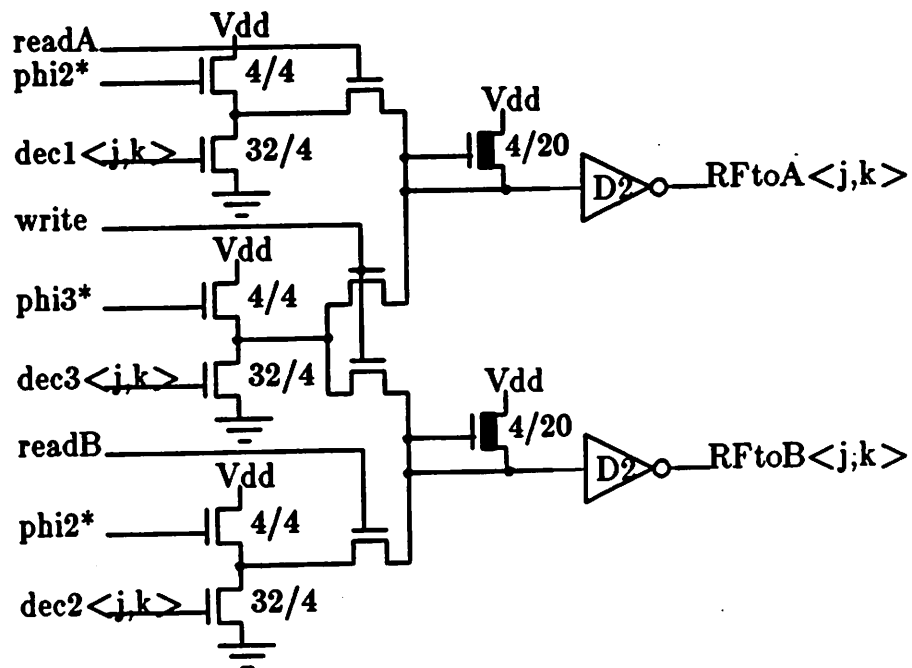 Vdd
readA
phi2*
4/4
Vdd
dec1<j,k>
32/4
4/20
D2
RFtoA<j,k>
write
Vdd
phi3*
4/4
dec3<j,k>
32/4
Vdd
4/20
readB
D2
RFtoB<j,k>
Vdd
phi2*
4/4
dec2<j,k>
32/4